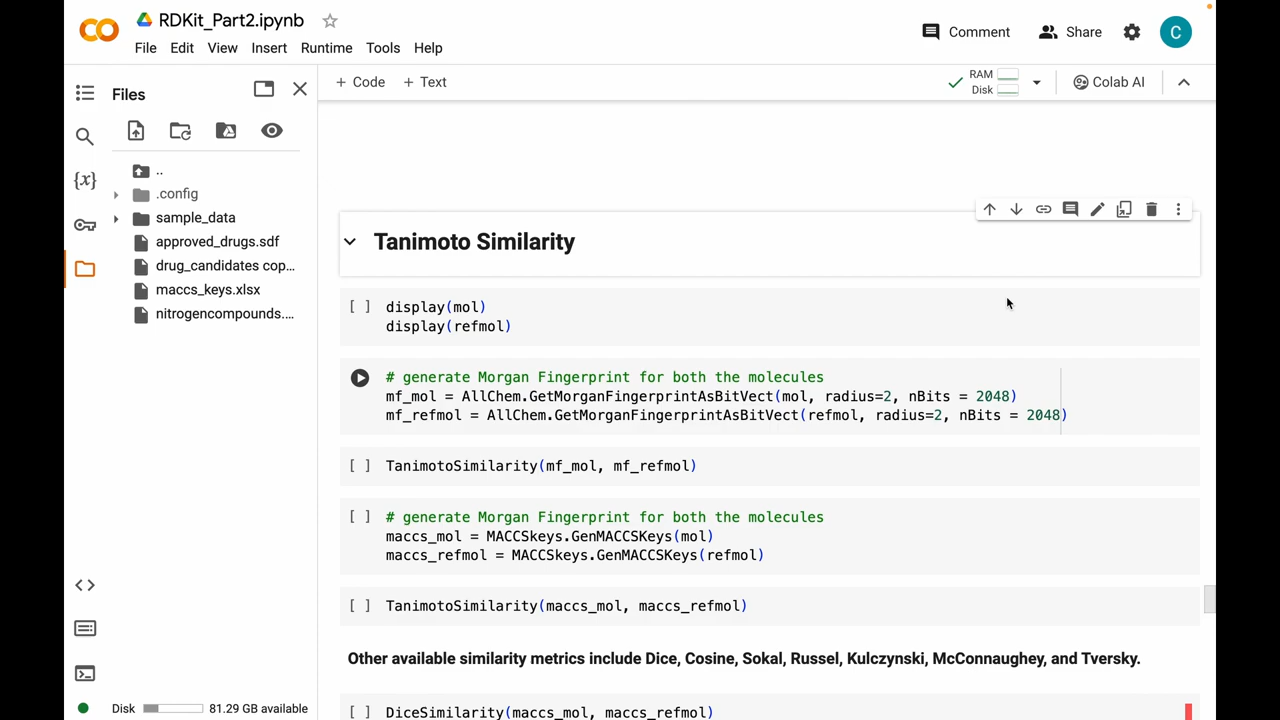 RDKit_Part2.ipynb
File Edit View Insert Runtime Tools Help
Comment
Share
C
Files
+ Code + Text
RAM
Disk
Colab AI
{x}
..
.config
sample_data
approved_drugs.sdf
drug_candidates cop...
maccs_keys.xlsx
nitrogencompounds....
Tanimoto Similarity
[ ] display(mol)
display(refmol)
# generate Morgan Fingerprint for both the molecules
mf_mol = AllChem.GetMorganFingerprintAsBitVect(mol, radius=2, nBits = 2048)
mf_refmol = AllChem.GetMorganFingerprintAsBitVect(refmol, radius=2, nBits = 2048)
[ ] TanimotoSimilarity(mf_mol, mf_refmol)
[ ] # generate Morgan Fingerprint for both the molecules
maccs_mol = MACCSkeys.GenMACCSKeys(mol)
maccs_refmol = MACCSkeys.GenMACCSKeys(refmol)
[ ] TanimotoSimilarity(maccs_mol, maccs_refmol)
Other available similarity metrics include Dice, Cosine, Sokal, Russel, Kulczynski, McConnaughey, and Tversky.
[ ] DiceSimilarity(maccs_mol, maccs_refmol)
Disk 81.29 GB available